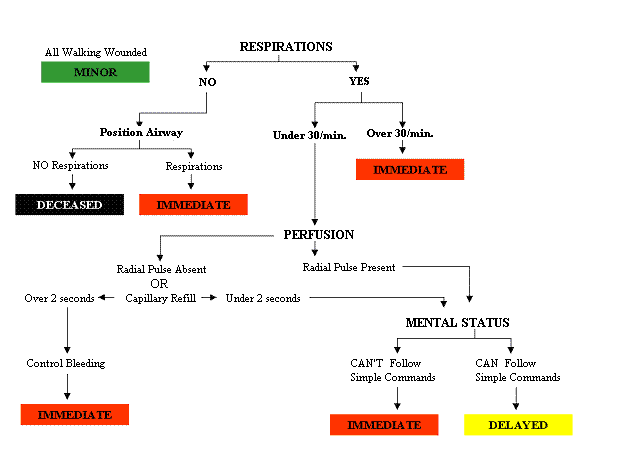 RESPIRATIONS
All Walking Wounded
MINOR
NO
YES
Position Airway
Under 30/min.
Over 30/min.
NO Respirations
Respirations
IMMEDIATE
DECEASED
IMMEDIATE
PERFUSION
Radial Pulse Absent
Radial Pulse Present
OR
Over 2 seconds
Capillary Refill
Under 2 seconds
MENTAL STATUS
Control Bleeding
CAN'T Follow
Simple Commands
CAN Follow
Simple Commands
IMMEDIATE
IMMEDIATE
DELAYED